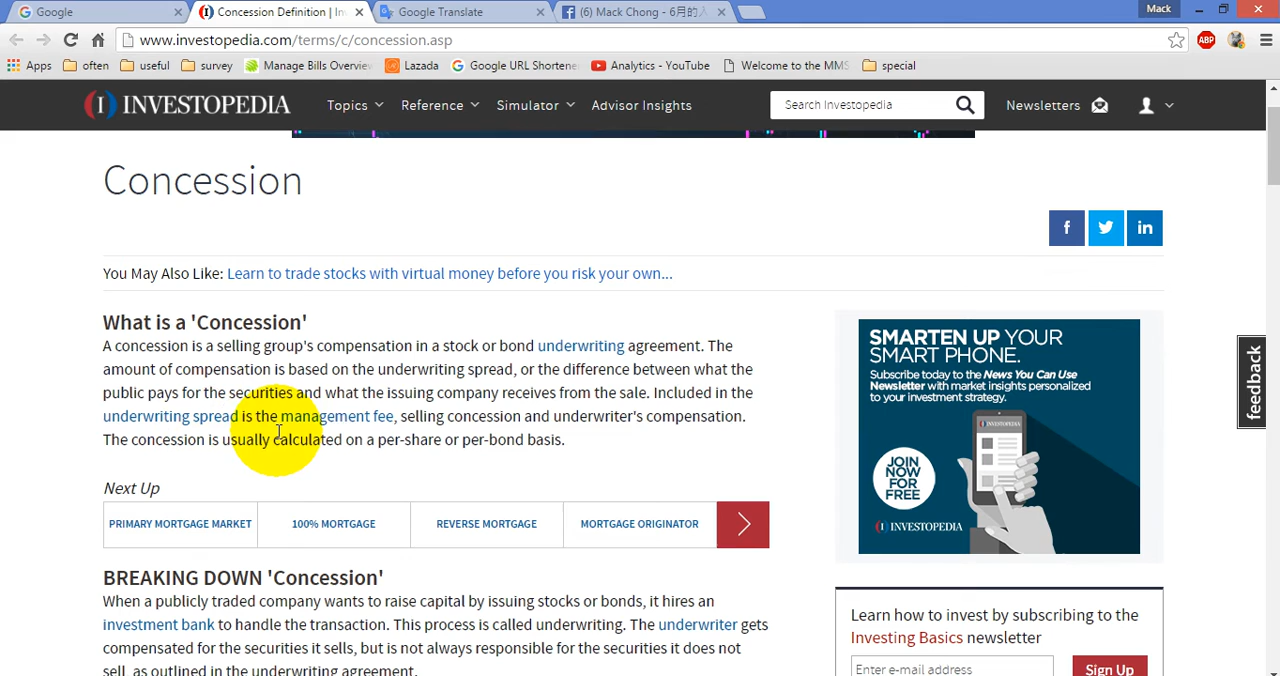 Google
Concession Definition | In
Google Translate
(6) Mack Chong - 6月的
Mack
www.investopedia.com/terms/c/concession.asp
ABP
Apps often useful survey Manage Bills Overview Lazada Google URL Shortene Analytics - YouTube Welcome to the MMS special
INVESTOPEDIA Topics Reference Simulator Advisor Insights Search Investopedia Newsletters
Concession
You May Also Like: Learn to trade stocks with virtual money before you risk your own...
What is a 'Concession'
A concession is a selling group's compensation in a stock or bond underwriting agreement. The
amount of compensation is based on the underwriting spread, or the difference between what the
public pays for the securities and what the issuing company receives from the sale. Included in the
underwriting spread is the management fee, selling concession and underwriter's compensation.
The concession is usually calculated on a per-share or per-bond basis.
Next Up
PRIMARY MORTGAGE MARKET 100% MORTGAGE REVERSE MORTGAGE MORTGAGE ORIGINATOR
BREAKING DOWN 'Concession'
When a publicly traded company wants to raise capital by issuing stocks or bonds, it hires an
investment bank to handle the transaction. This process is called underwriting. The underwriter gets
compensated for the securities it sells, but is not always responsible for the securities it does not
sell, as outlined in the underwriting agreement.
f in
SMARTEN UP YOUR
SMART PHONE.
Subscribe today to the News You Can Use
Newsletter with market insights personalized
to your investment strategy.
JOIN
NOW
FOR
FREE
INVESTOPEDIA
feedback
Learn how to invest by subscribing to the
Investing Basics newsletter
Enter e-mail address Sign Up